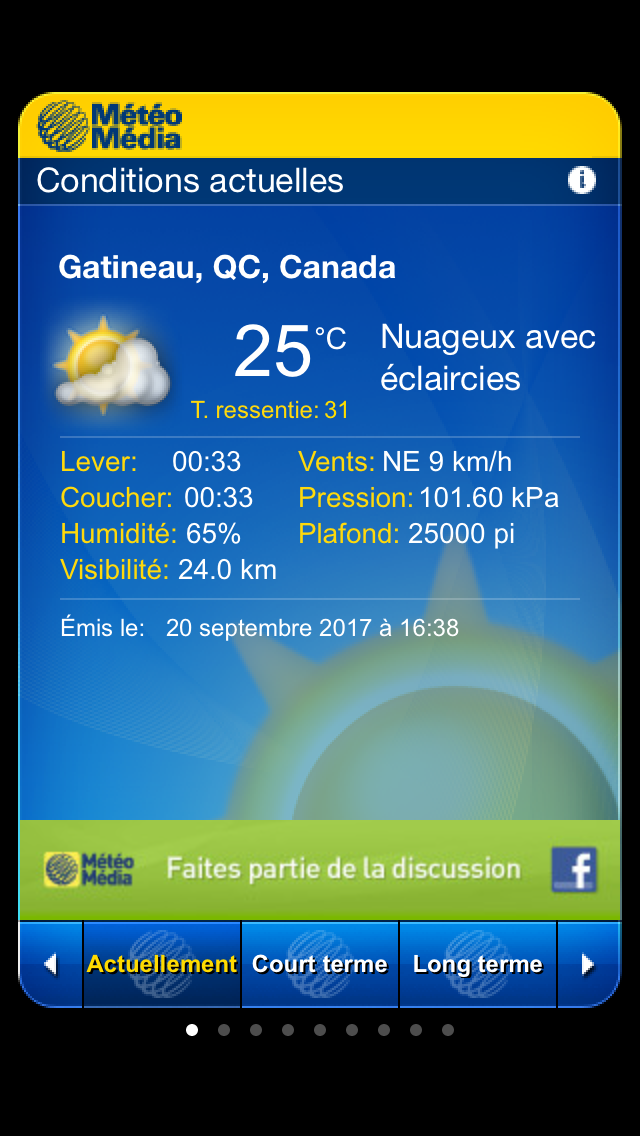 Météo
Média
Conditions actuelles
Gatineau, QC, Canada
25°C
Nuageux avec
éclaircies
T. ressentie: 31
Lever: 00:33 Vents: NE 9 km/h
Coucher: 00:33 Pression: 101.60 kPa
Humidité: 65% Plafond: 25000 pi
Visibilité: 24.0 km
Émis le: 20 septembre 2017 à 16:38
Météo
Média
Faites partie de la discussion
f
Actuellement Court terme Long terme